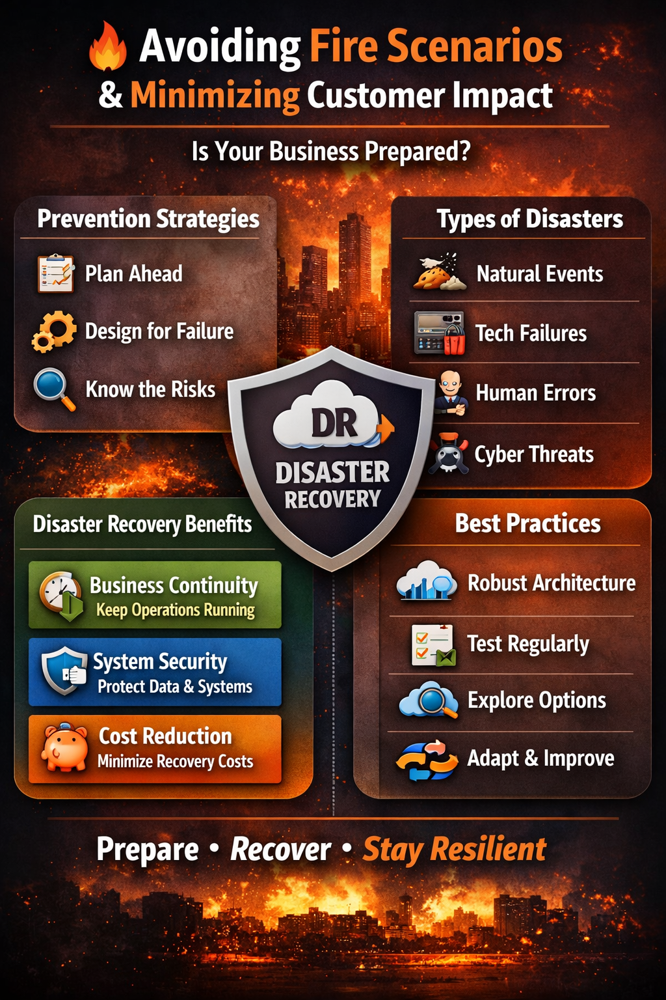 Avoiding Fire Scenarios
& Minimizing Customer Impact
Is Your Business Prepared?
Prevention Strategies
Plan Ahead
Design for Failure
Know the Risks
Types of Disasters
Natural Events
Tech Failures
Human Errors
Cyber Threats
DR
DISASTER
RECOVERY
Disaster Recovery Benefits
Business Continuity
Keep Operations Running
System Security
Protect Data & Systems
Cost Reduction
Minimize Recovery Costs
Best Practices
Robust Architecture
Test Regularly
Explore Options
Adapt & Improve
Prepare • Recover • Stay Resilient